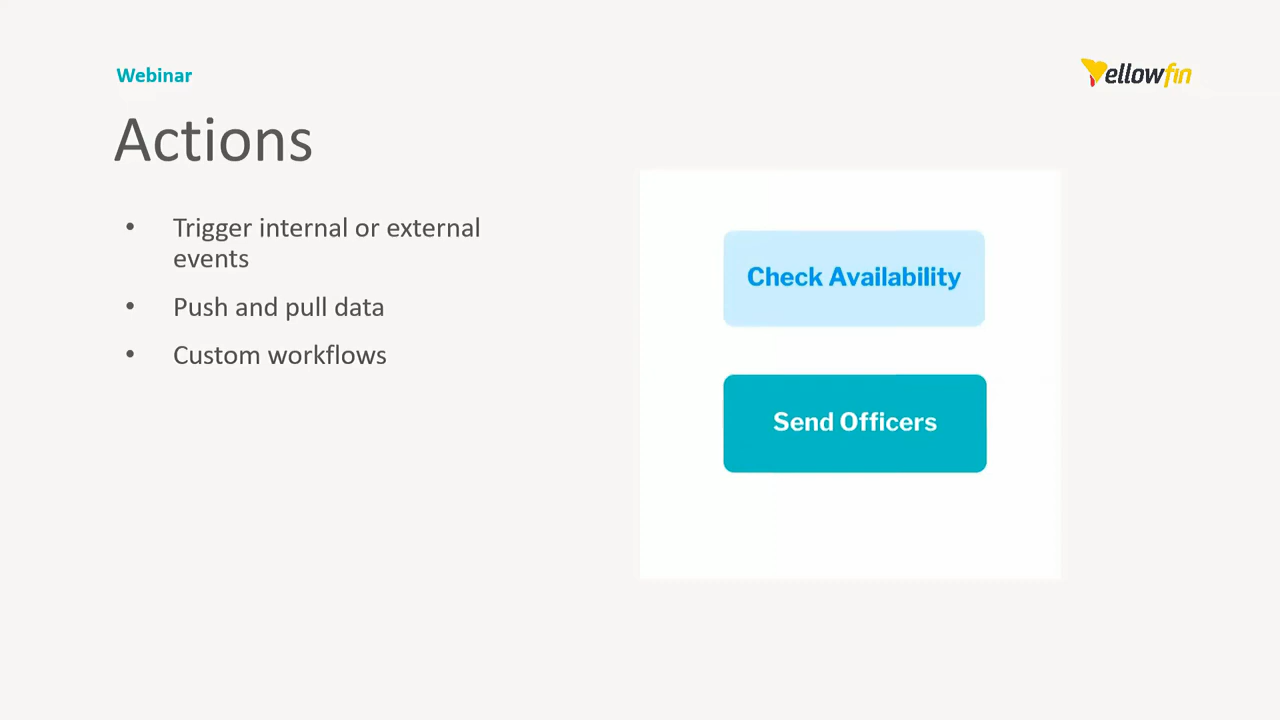 Webinar
Yellowfin
Actions
• Trigger internal or external
events
• Push and pull data
• Custom workflows
Check Availability
Send Officers